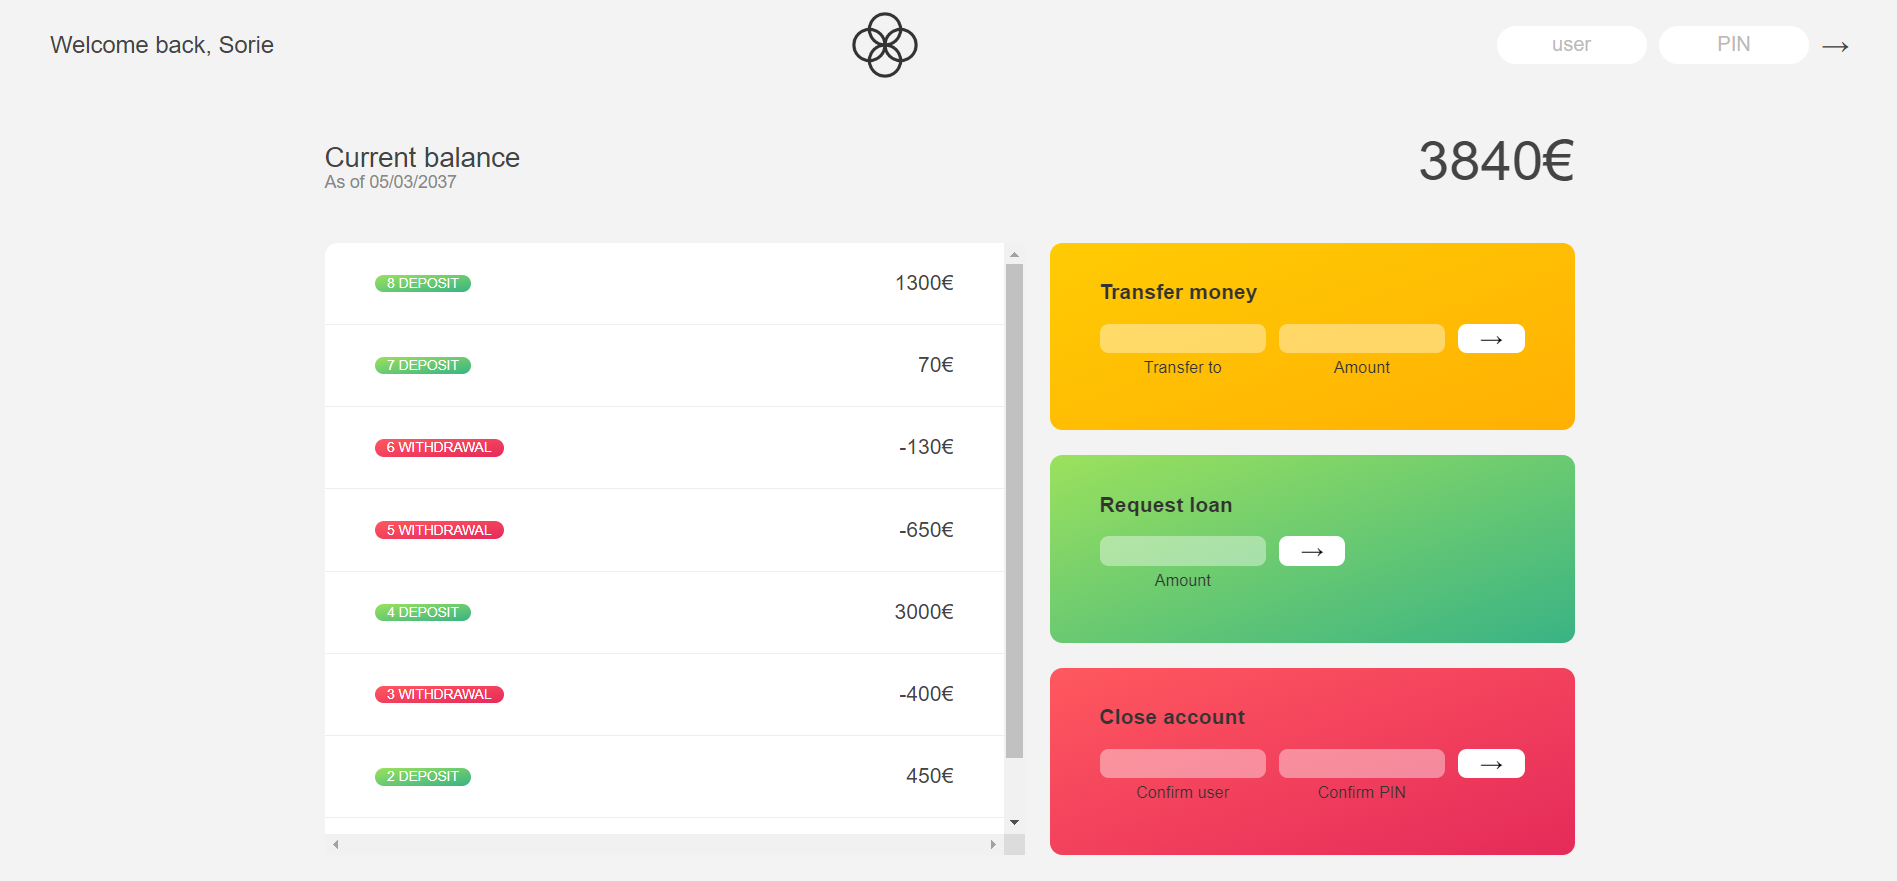 Welcome back, Sorie
user
PIN
→
Current balance
As of 05/03/2037
3840€
8 DEPOSIT
1300€
7 DEPOSIT
70€
6 WITHDRAWAL
-130€
5 WITHDRAWAL
-650€
4 DEPOSIT
3000€
3 WITHDRAWAL
-400€
2 DEPOSIT
450€
Transfer money
→
Transfer to
Amount
Request loan
→
Amount
Close account
→
Confirm user
Confirm PIN